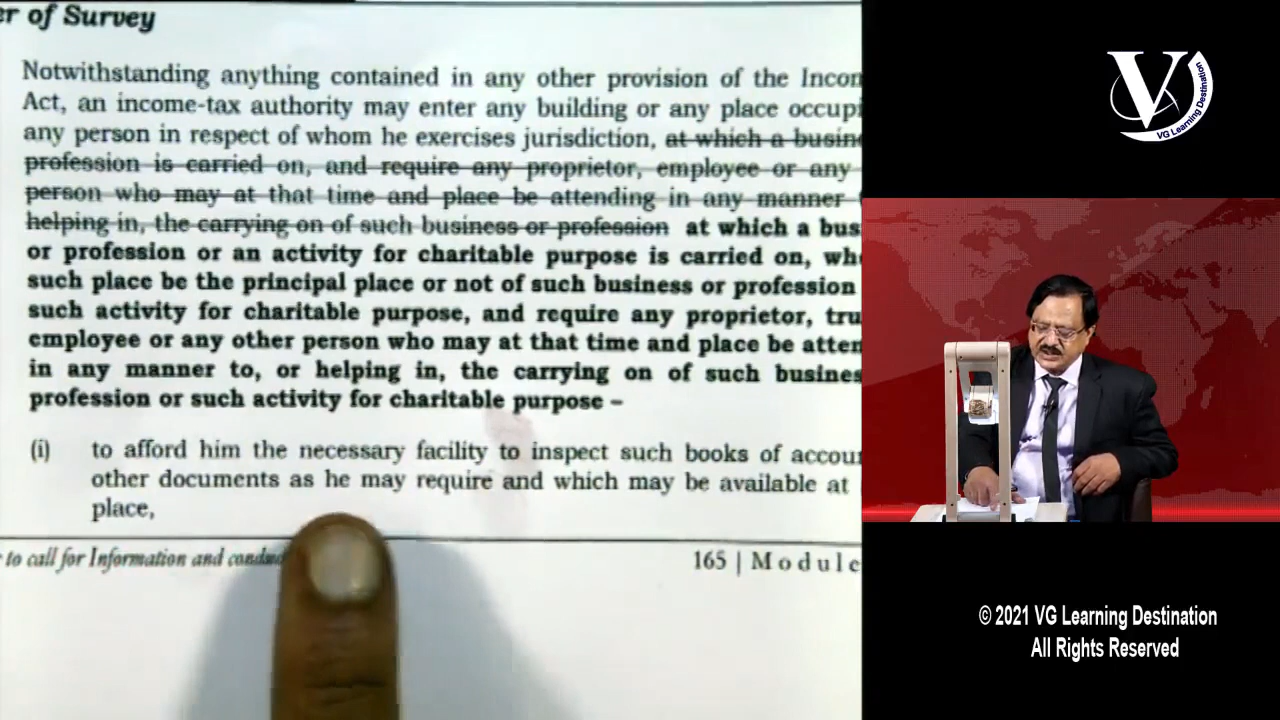 er of Survey
Notwithstanding anything contained in any other provision of the Incom
Act, an income-tax authority may enter any building or any place occupi
any person in respect of whom he exercises jurisdiction, at which a busine
profession is carried on, and require any proprietor, employee or any
person who may at that time and place be attending in any manner
helping in, the carrying on of such business or profession at which a bus
or profession or an activity for charitable purpose is carried on, whe
such place be the principal place or not of such business or profession
such activity for charitable purpose, and require any proprietor, tru
employee or any other person who may at that time and place be atten
in any manner to, or helping in, the carrying on of such busines
profession or such activity for charitable purpose –
(i) to afford him the necessary facility to inspect such books of accou
other documents as he may require and which may be available at
place,
to call for Information and conduc
165 | Module
V
VG Learning Destination
© 2021 VG Learning Destination
All Rights Reserved